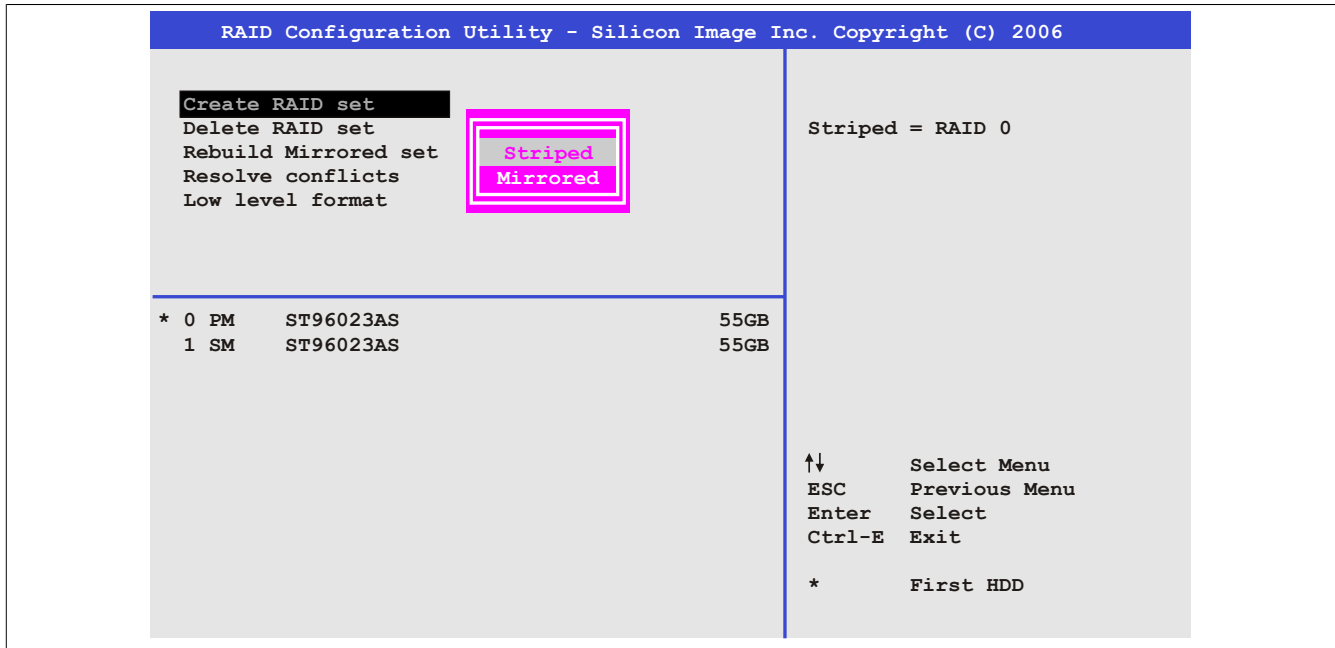 RAID Configuration Utility - Silicon Image Inc. Copyright (C) 2006
Create RAID set
Delete RAID set
Rebuild Mirrored set
Resolve conflicts
Low level format
Striped
Mirrored
Striped = RAID 0
* 0 PM ST96023AS 55GB
1 SM ST96023AS 55GB
↑↓ Select Menu
ESC Previous Menu
Enter Select
Ctrl-E Exit
* First HDD